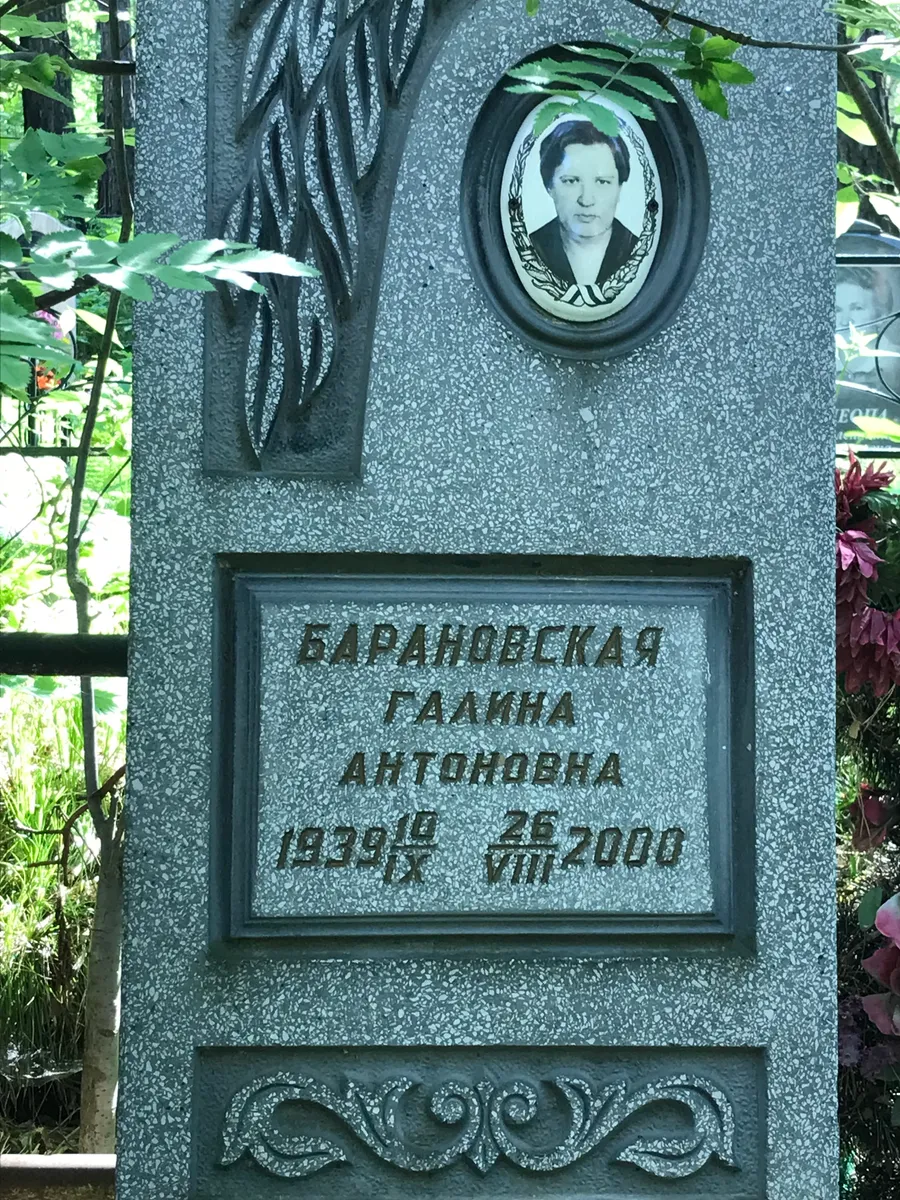 БАРАНОВСКАЯ
ГАЛИНА
АНТОНОВНА
1939 10/IX 26/VIII 2000